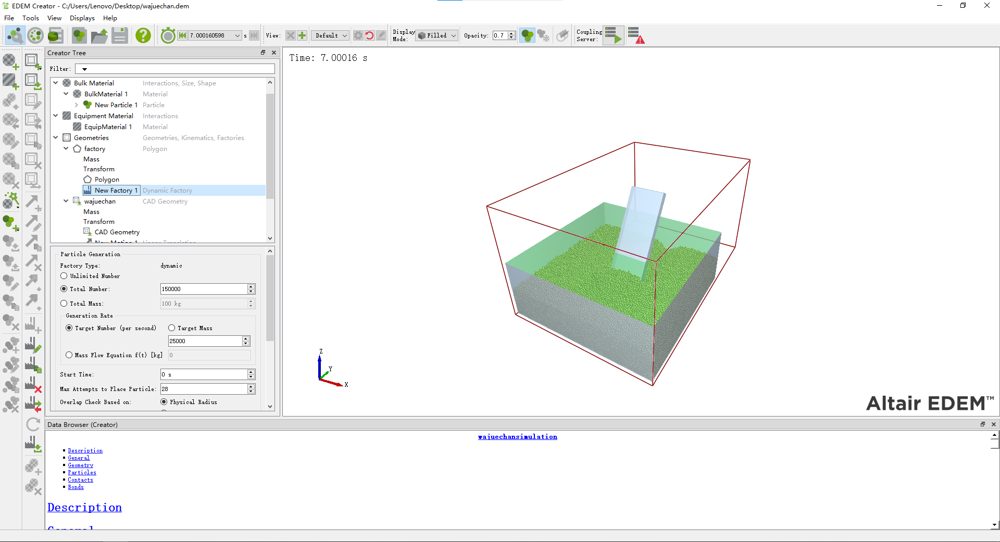 EDEM Creator - C:/Users/Lenovo/Desktop/wajuechan.dem
File Tools View Displays Help
7.000160598 s View: Default Display Mode: Filled Opacity: 0.7 Coupling Server:
Creator Tree
Filter:
Bulk Material Interactions, Size, Shape
BulkMaterial 1 Material
New Particle 1 Particle
Equipment Material Interactions
EquipMaterial 1 Material
Geometries Geometries, Kinematics, Factories
factory Polygon
Mass
Transform
Polygon
New Factory 1 Dynamic Factory
wajuechan CAD Geometry
Mass
Transform
CAD Geometry
New Motion 1 Linear Translation
Particle Generation
Factory Type: dynamic
Unlimited Number
Total Number: 150000
Total Mass: 100 kg
Generation Rate
Target Number (per second) Target Mass
25000
Mass Flow Equation f(t) [kg] 0
Start Time: 0 s
Max Attempts to Place Particle: 28
Overlap Check Based on: Physical Radius
Time: 7.00016 s
Z
Y
X
Altair EDEM™
Data Browser (Creator)
wajuechansimulation
Description
General
Geometry
Particles
Contacts
Bonds
Description
General